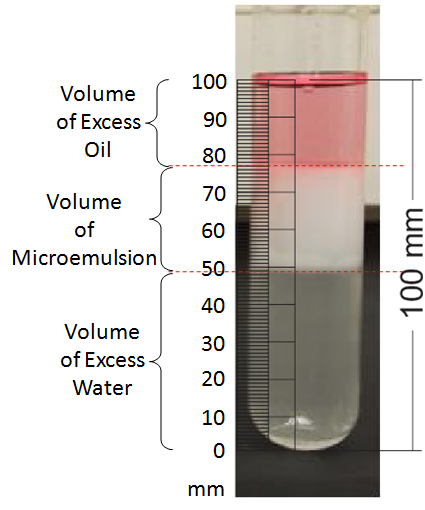 Volume
of Excess
Oil
Volume
of
Microemulsion
Volume
of Excess
Water
100
90
80
70
60
50
40
30
20
10
0
mm
100 mm